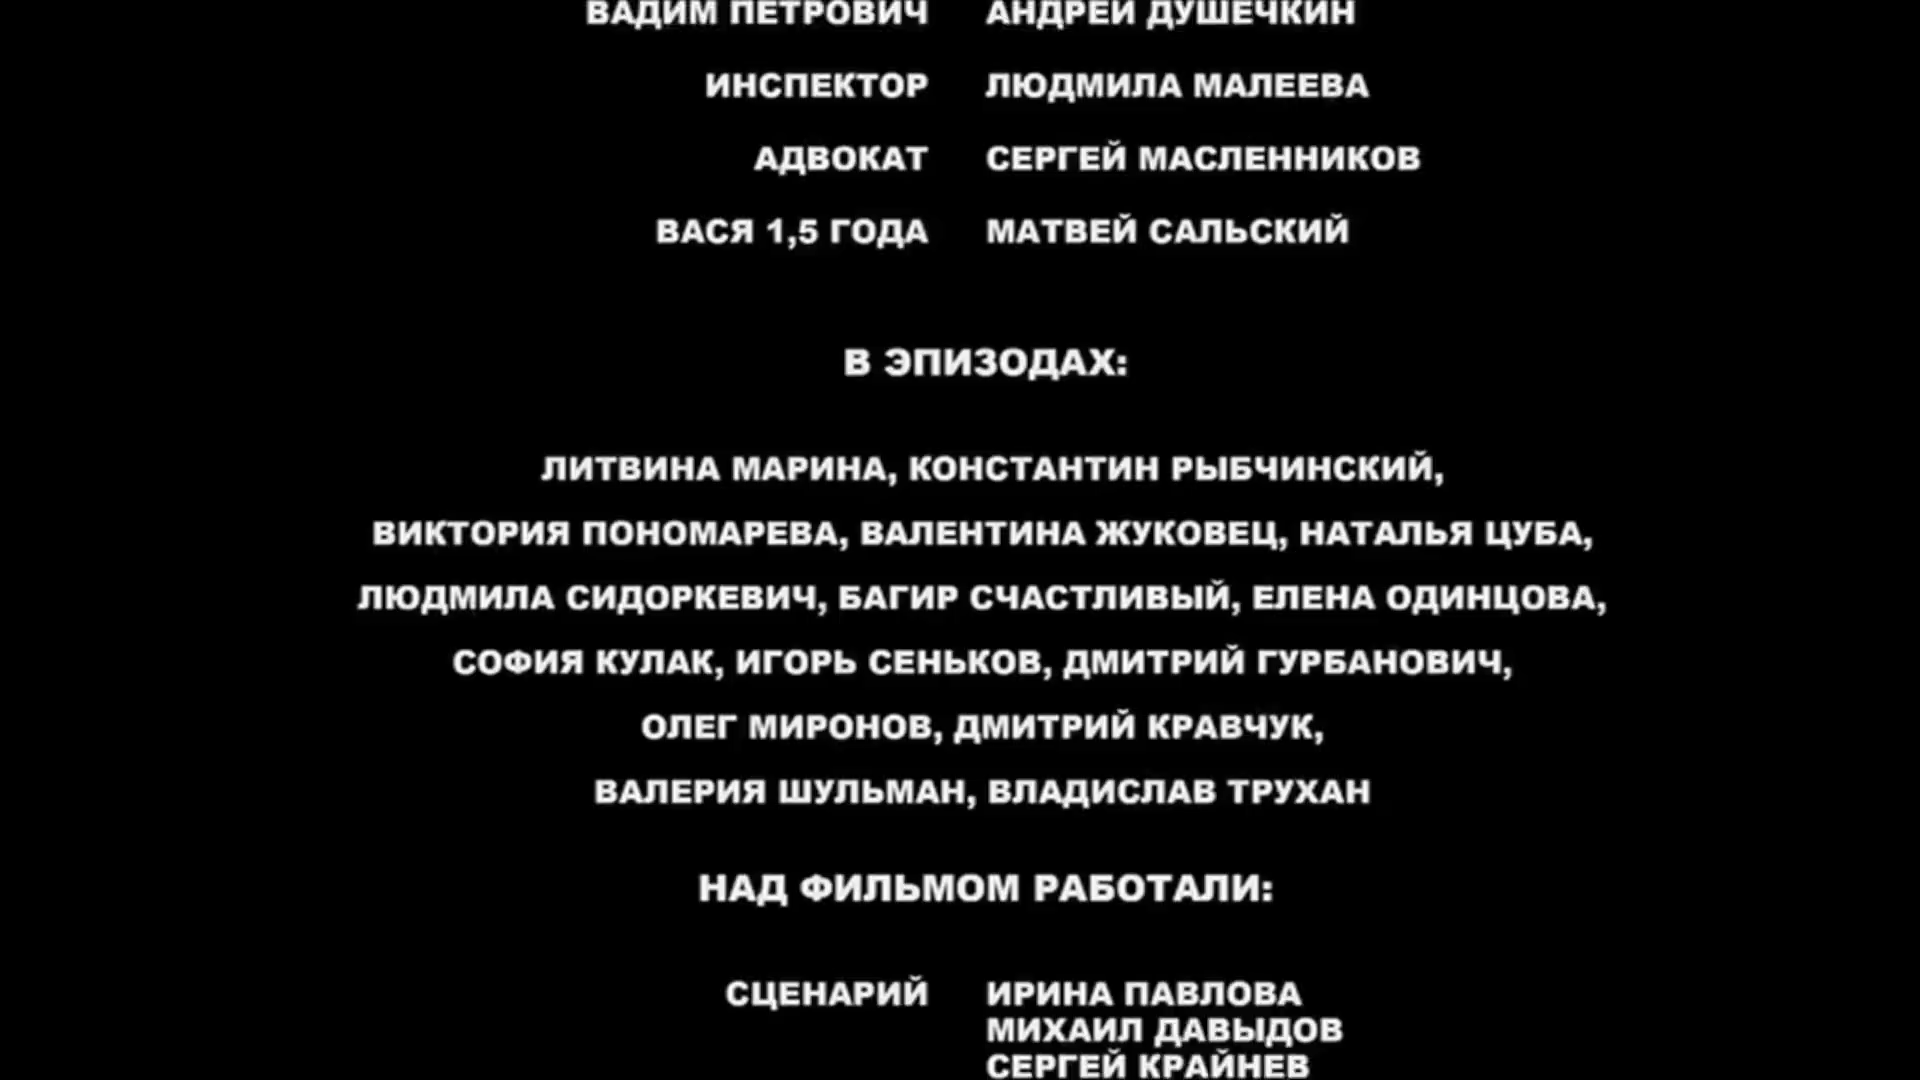 ВАДИМ ПЕТРОВИЧ АНДРЕЙ ДУШЕЧКИН
ИНСПЕКТОР ЛЮДМИЛА МАЛЕЕВА
АДВОКАТ СЕРГЕЙ МАСЛЕННИКОВ
ВАСЯ 1,5 ГОДА МАТВЕЙ САЛЬСКИЙ
В ЭПИЗОДАХ:
ЛИТВИНА МАРИНА, КОНСТАНТИН РЫБЧИНСКИЙ,
ВИКТОРИЯ ПОНОМАРЕВА, ВАЛЕНТИНА ЖУКОВЕЦ, НАТАЛЬЯ ЦУБА,
ЛЮДМИЛА СИДОРКЕВИЧ, БАГИР СЧАСТЛИВЫЙ, ЕЛЕНА ОДИНЦОВА,
СОФИЯ КУЛАК, ИГОРЬ СЕНЬКОВ, ДМИТРИЙ ГУРБАНОВИЧ,
ОЛЕГ МИРОНОВ, ДМИТРИЙ КРАВЧУК,
ВАЛЕРИЯ ШУЛЬМАН, ВЛАДИСЛАВ ТРУХАН
НАД ФИЛЬМОМ РАБОТАЛИ:
СЦЕНАРИЙ ИРИНА ПАВЛОВА
МИХАИЛ ДАВЫДОВ
СЕРГЕЙ КРАЙНЕВ